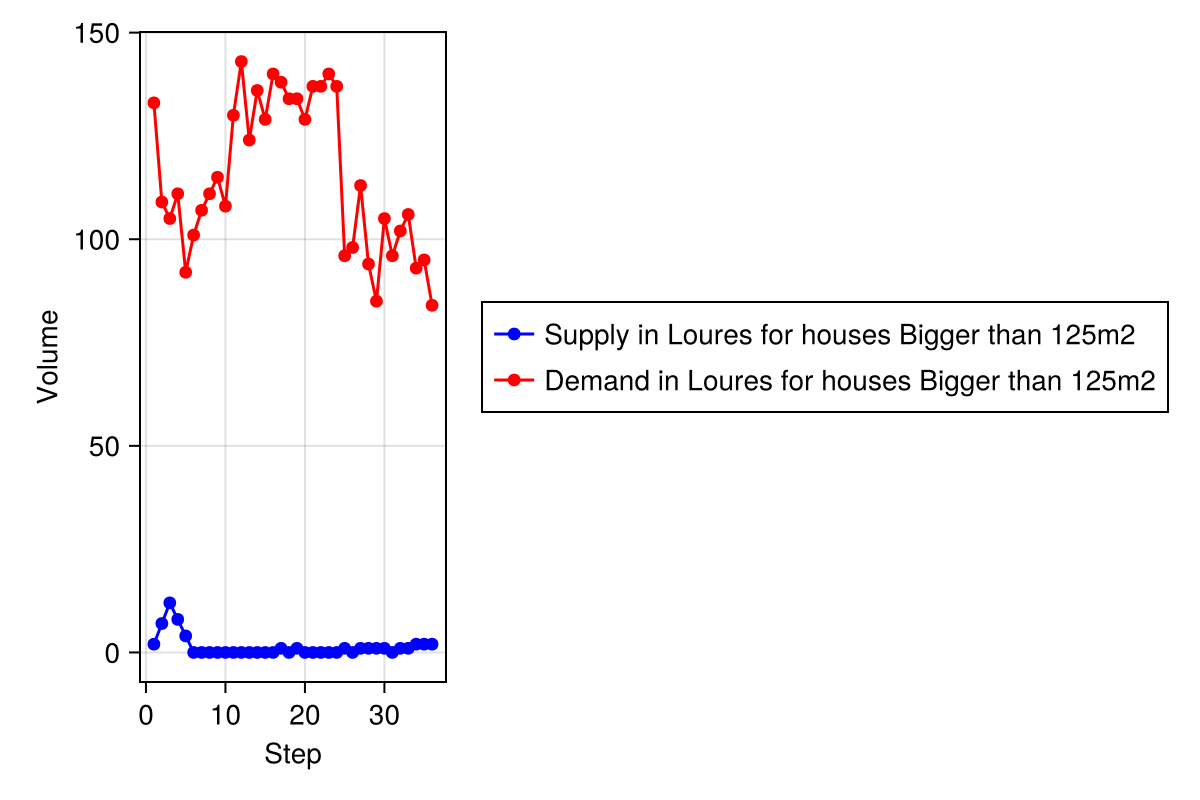 150
100
50
0
Volume
0 10 20 30
Step
Supply in Loures for houses Bigger than 125m2
Demand in Loures for houses Bigger than 125m2